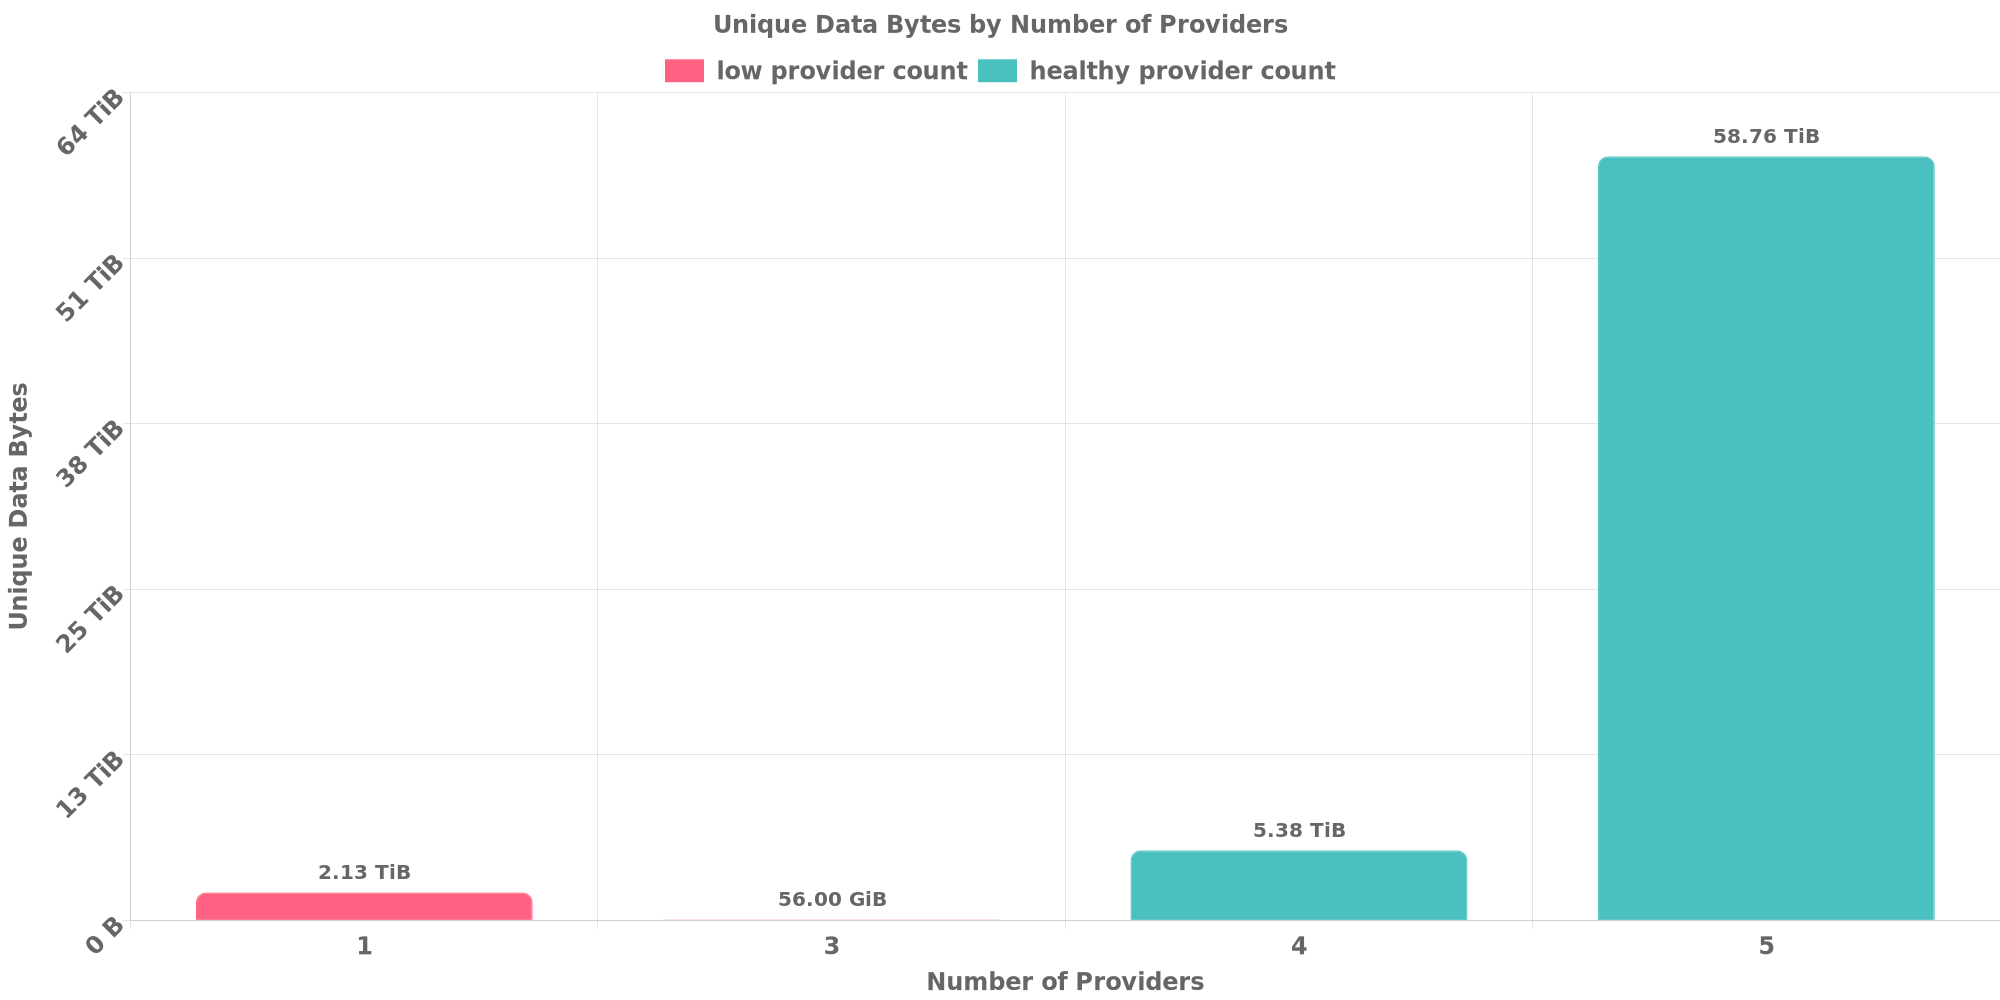 Unique Data Bytes by Number of Providers
low provider count healthy provider count
64 TiB
51 TiB
38 TiB
25 TiB
13 TiB
0 B
Unique Data Bytes
2.13 TiB
56.00 GiB
5.38 TiB
58.76 TiB
1 3 4 5
Number of Providers